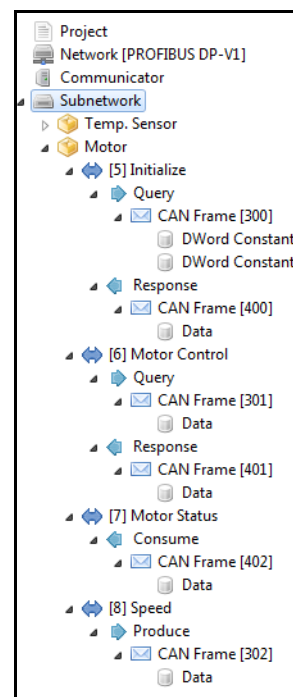 Project
Network [PROFIBUS DP-V1]
Communicator
Subnetwork
Temp. Sensor
Motor
[5] Initialize
Query
CAN Frame [300]
DWord Constant
DWord Constant
Response
CAN Frame [400]
Data
[6] Motor Control
Query
CAN Frame [301]
Data
Response
CAN Frame [401]
Data
[7] Motor Status
Consume
CAN Frame [402]
Data
[8] Speed
Produce
CAN Frame [302]
Data